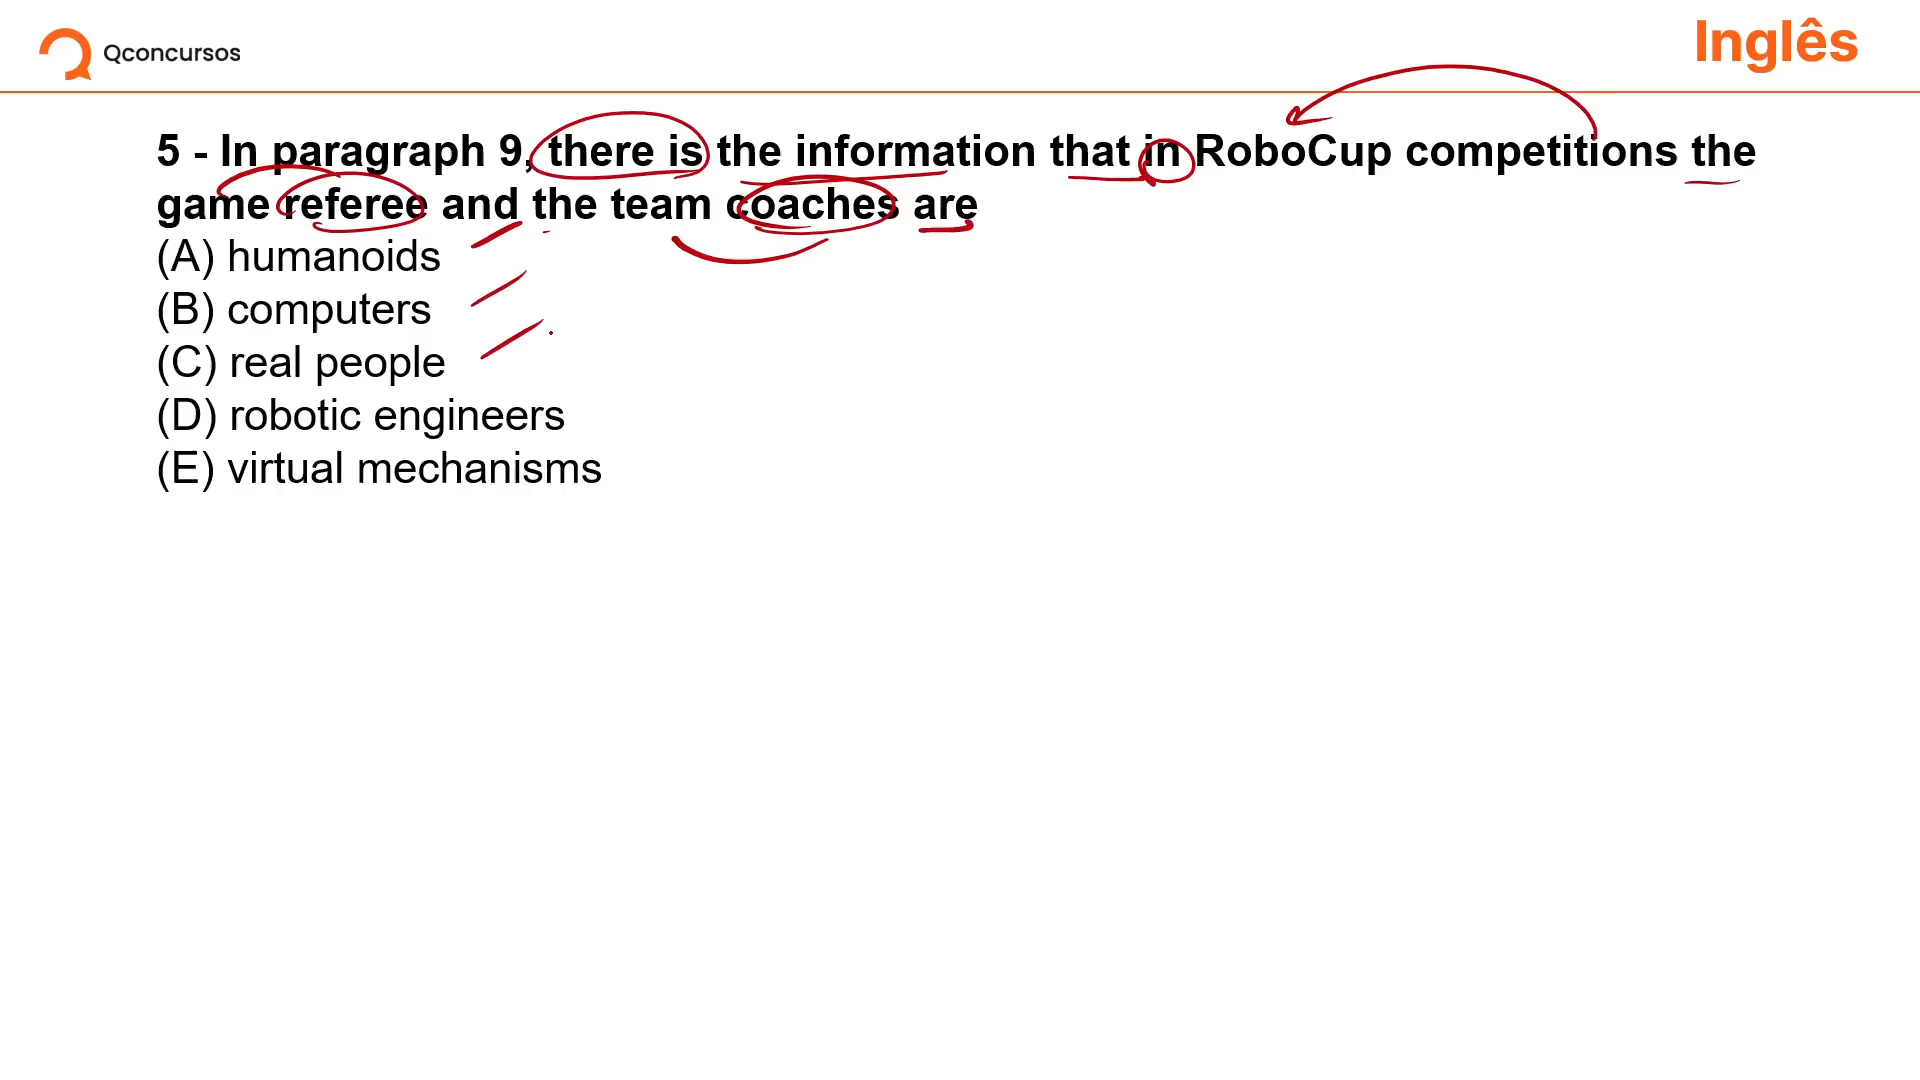 Qconcursos
Inglês
5 - In paragraph 9, there is the information that in RoboCup competitions the
game referee and the team coaches are
(A) humanoids
(B) computers
(C) real people
(D) robotic engineers
(E) virtual mechanisms